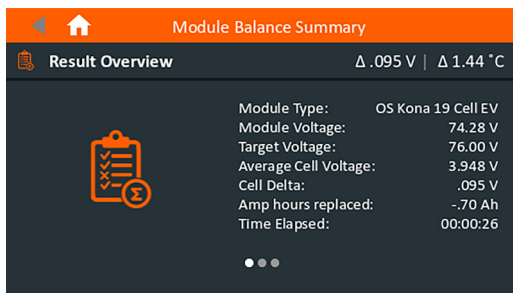 Module Balance Summary
Result Overview Δ .095 V | Δ 1.44 °C
Module Type: OS Kona 19 Cell EV
Module Voltage: 74.28 V
Target Voltage: 76.00 V
Average Cell Voltage: 3.948 V
Cell Delta: .095 V
Amp hours replaced: -.70 Ah
Time Elapsed: 00:00:26